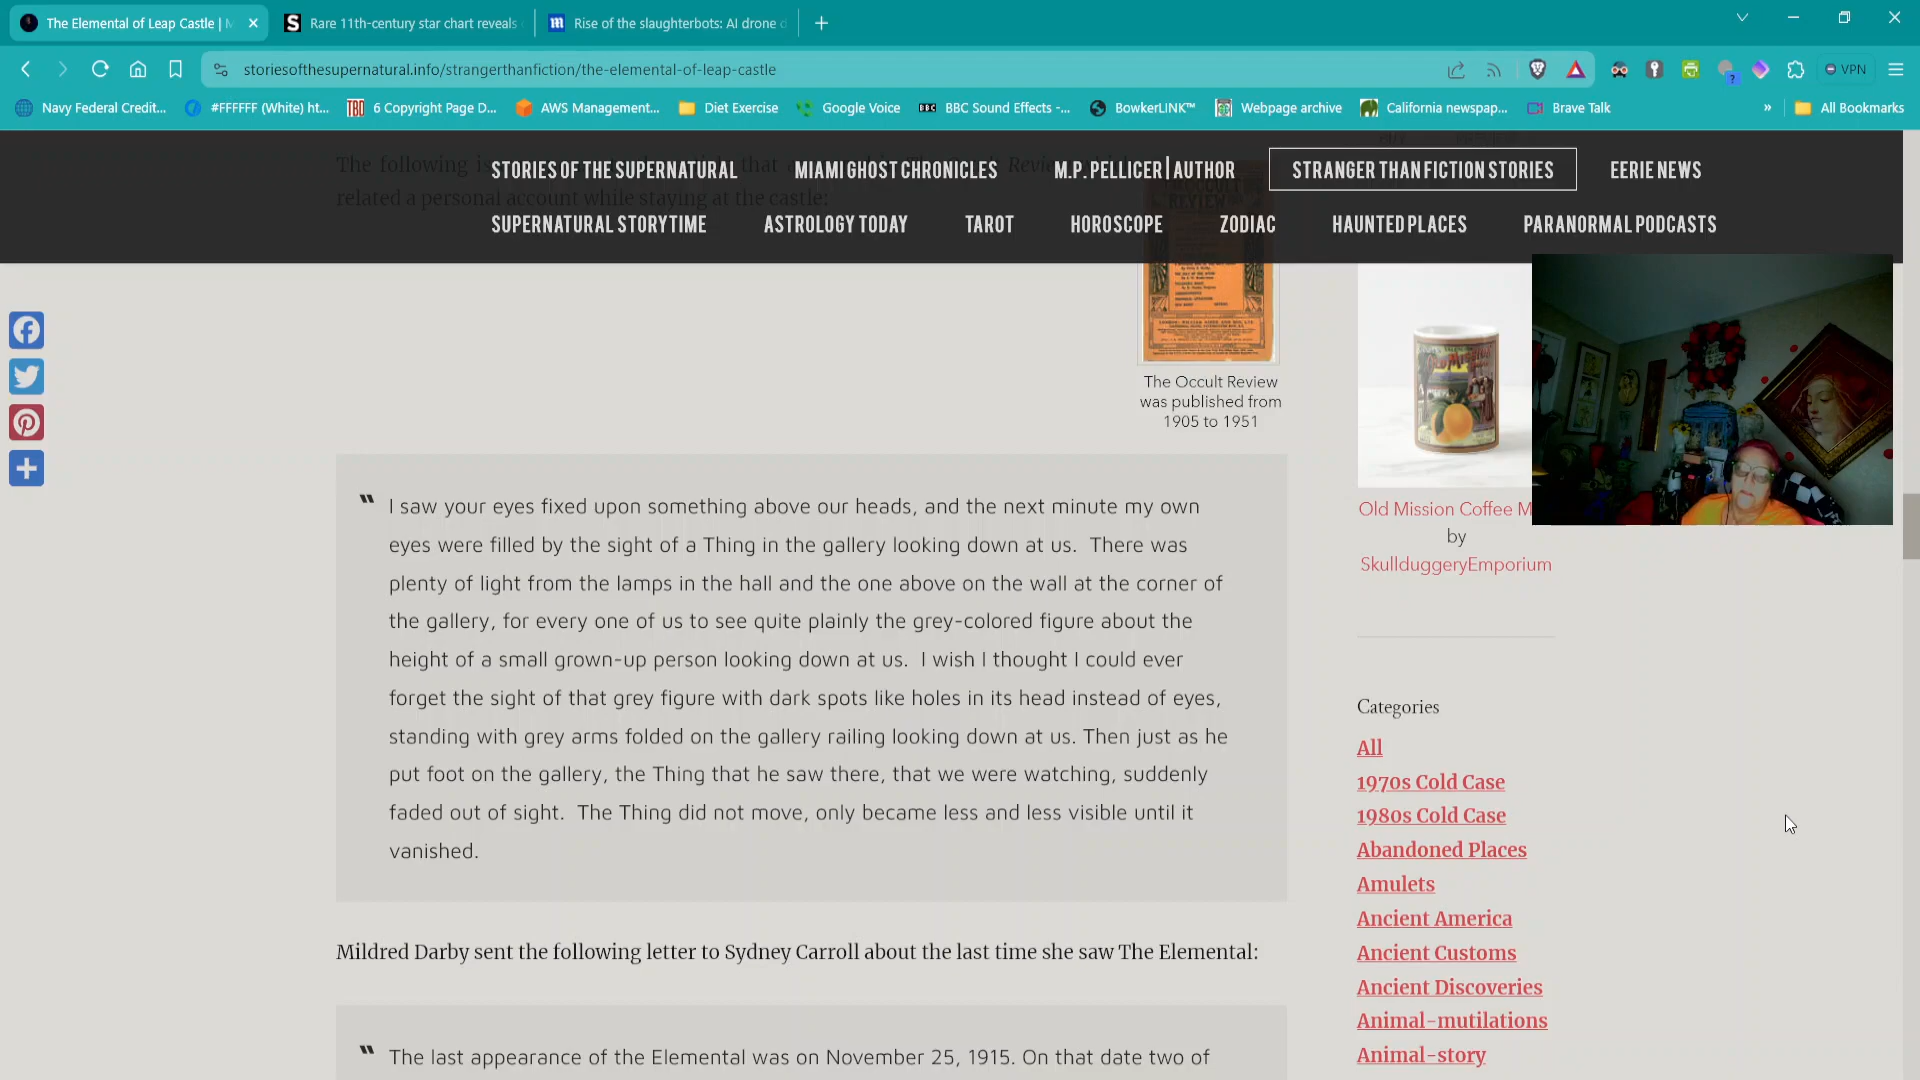 The Elemental of Leap Castle | M
Rare 11th-century star chart reveals
Rise of the slaughterbots: AI drone
storiesofthesupernatural.info/strangerthanfiction/the-elemental-of-leap-castle
VPN
Navy Federal Credit...
#FFFFFF (White) ht...
6 Copyright Page D...
AWS Management...
Diet Exercise
Google Voice
BBC Sound Effects -...
BowkerLINK™
Webpage archive
California newspap...
Brave Talk
»
All Bookmarks
The following is
that
Review
related a personal account while staying at the castle:
STORIES OF THE SUPERNATURAL
MIAMI GHOST CHRONICLES
M.P. PELLICER | AUTHOR
STRANGER THAN FICTION STORIES
EERIE NEWS
SUPERNATURAL STORYTIME
ASTROLOGY TODAY
TAROT
HOROSCOPE
ZODIAC
HAUNTED PLACES
PARANORMAL PODCASTS
The Occult Review
was published from
1905 to 1951
I saw your eyes fixed upon something above our heads, and the next minute my own
eyes were filled by the sight of a Thing in the gallery looking down at us.  There was
plenty of light from the lamps in the hall and the one above on the wall at the corner of
the gallery, for every one of us to see quite plainly the grey-colored figure about the
height of a small grown-up person looking down at us.  I wish I thought I could ever
forget the sight of that grey figure with dark spots like holes in its head instead of eyes,
standing with grey arms folded on the gallery railing looking down at us. Then just as he
put foot on the gallery, the Thing that he saw there, that we were watching, suddenly
faded out of sight.  The Thing did not move, only became less and less visible until it
vanished.
Mildred Darby sent the following letter to Sydney Carroll about the last time she saw The Elemental:
The last appearance of the Elemental was on November 25, 1915. On that date two of
Old Mission Coffee M
by
SkullduggeryEmporium
Categories
All
1970s Cold Case
1980s Cold Case
Abandoned Places
Amulets
Ancient America
Ancient Customs
Ancient Discoveries
Animal-mutilations
Animal-story